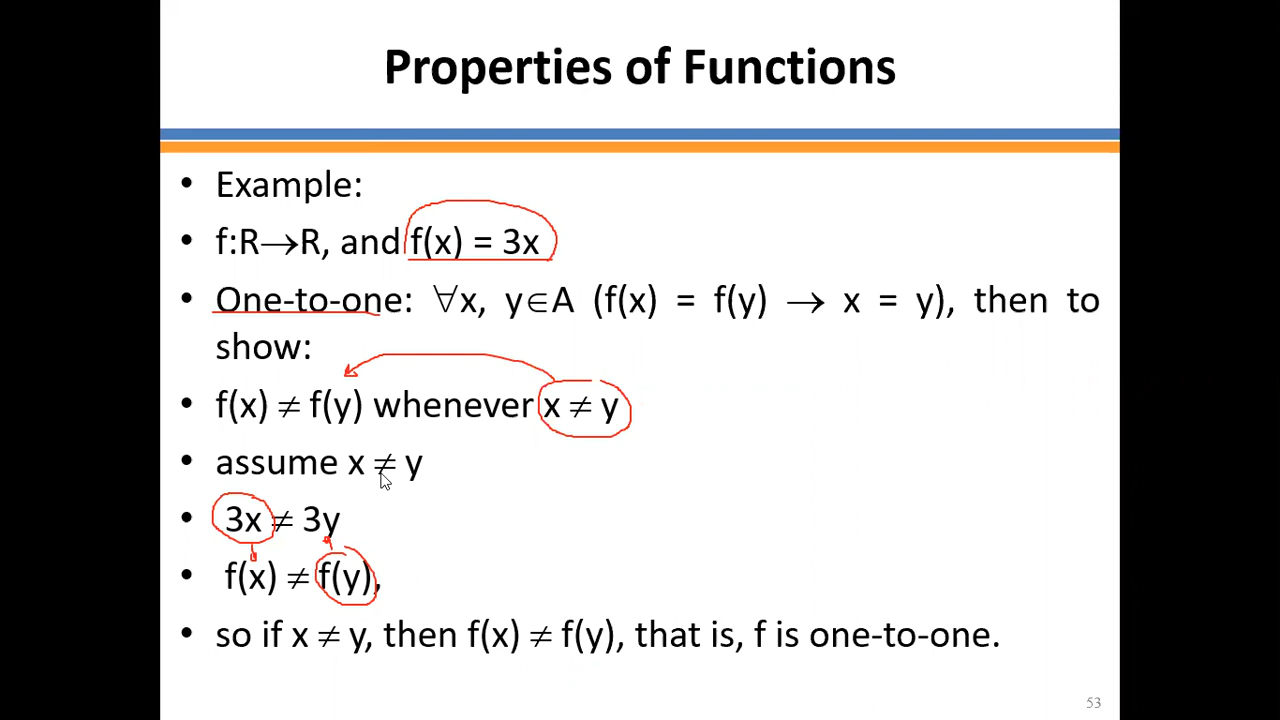 Properties of Functions
• Example:
• f:R→R, and f(x) = 3x
• One-to-one: ∀x, y∈A (f(x) = f(y) → x = y), then to
show:
• f(x) ≠ f(y) whenever x ≠ y
• assume x ≠ y
• 3x ≠ 3y
• f(x) ≠ f(y),
• so if x ≠ y, then f(x) ≠ f(y), that is, f is one-to-one.
53